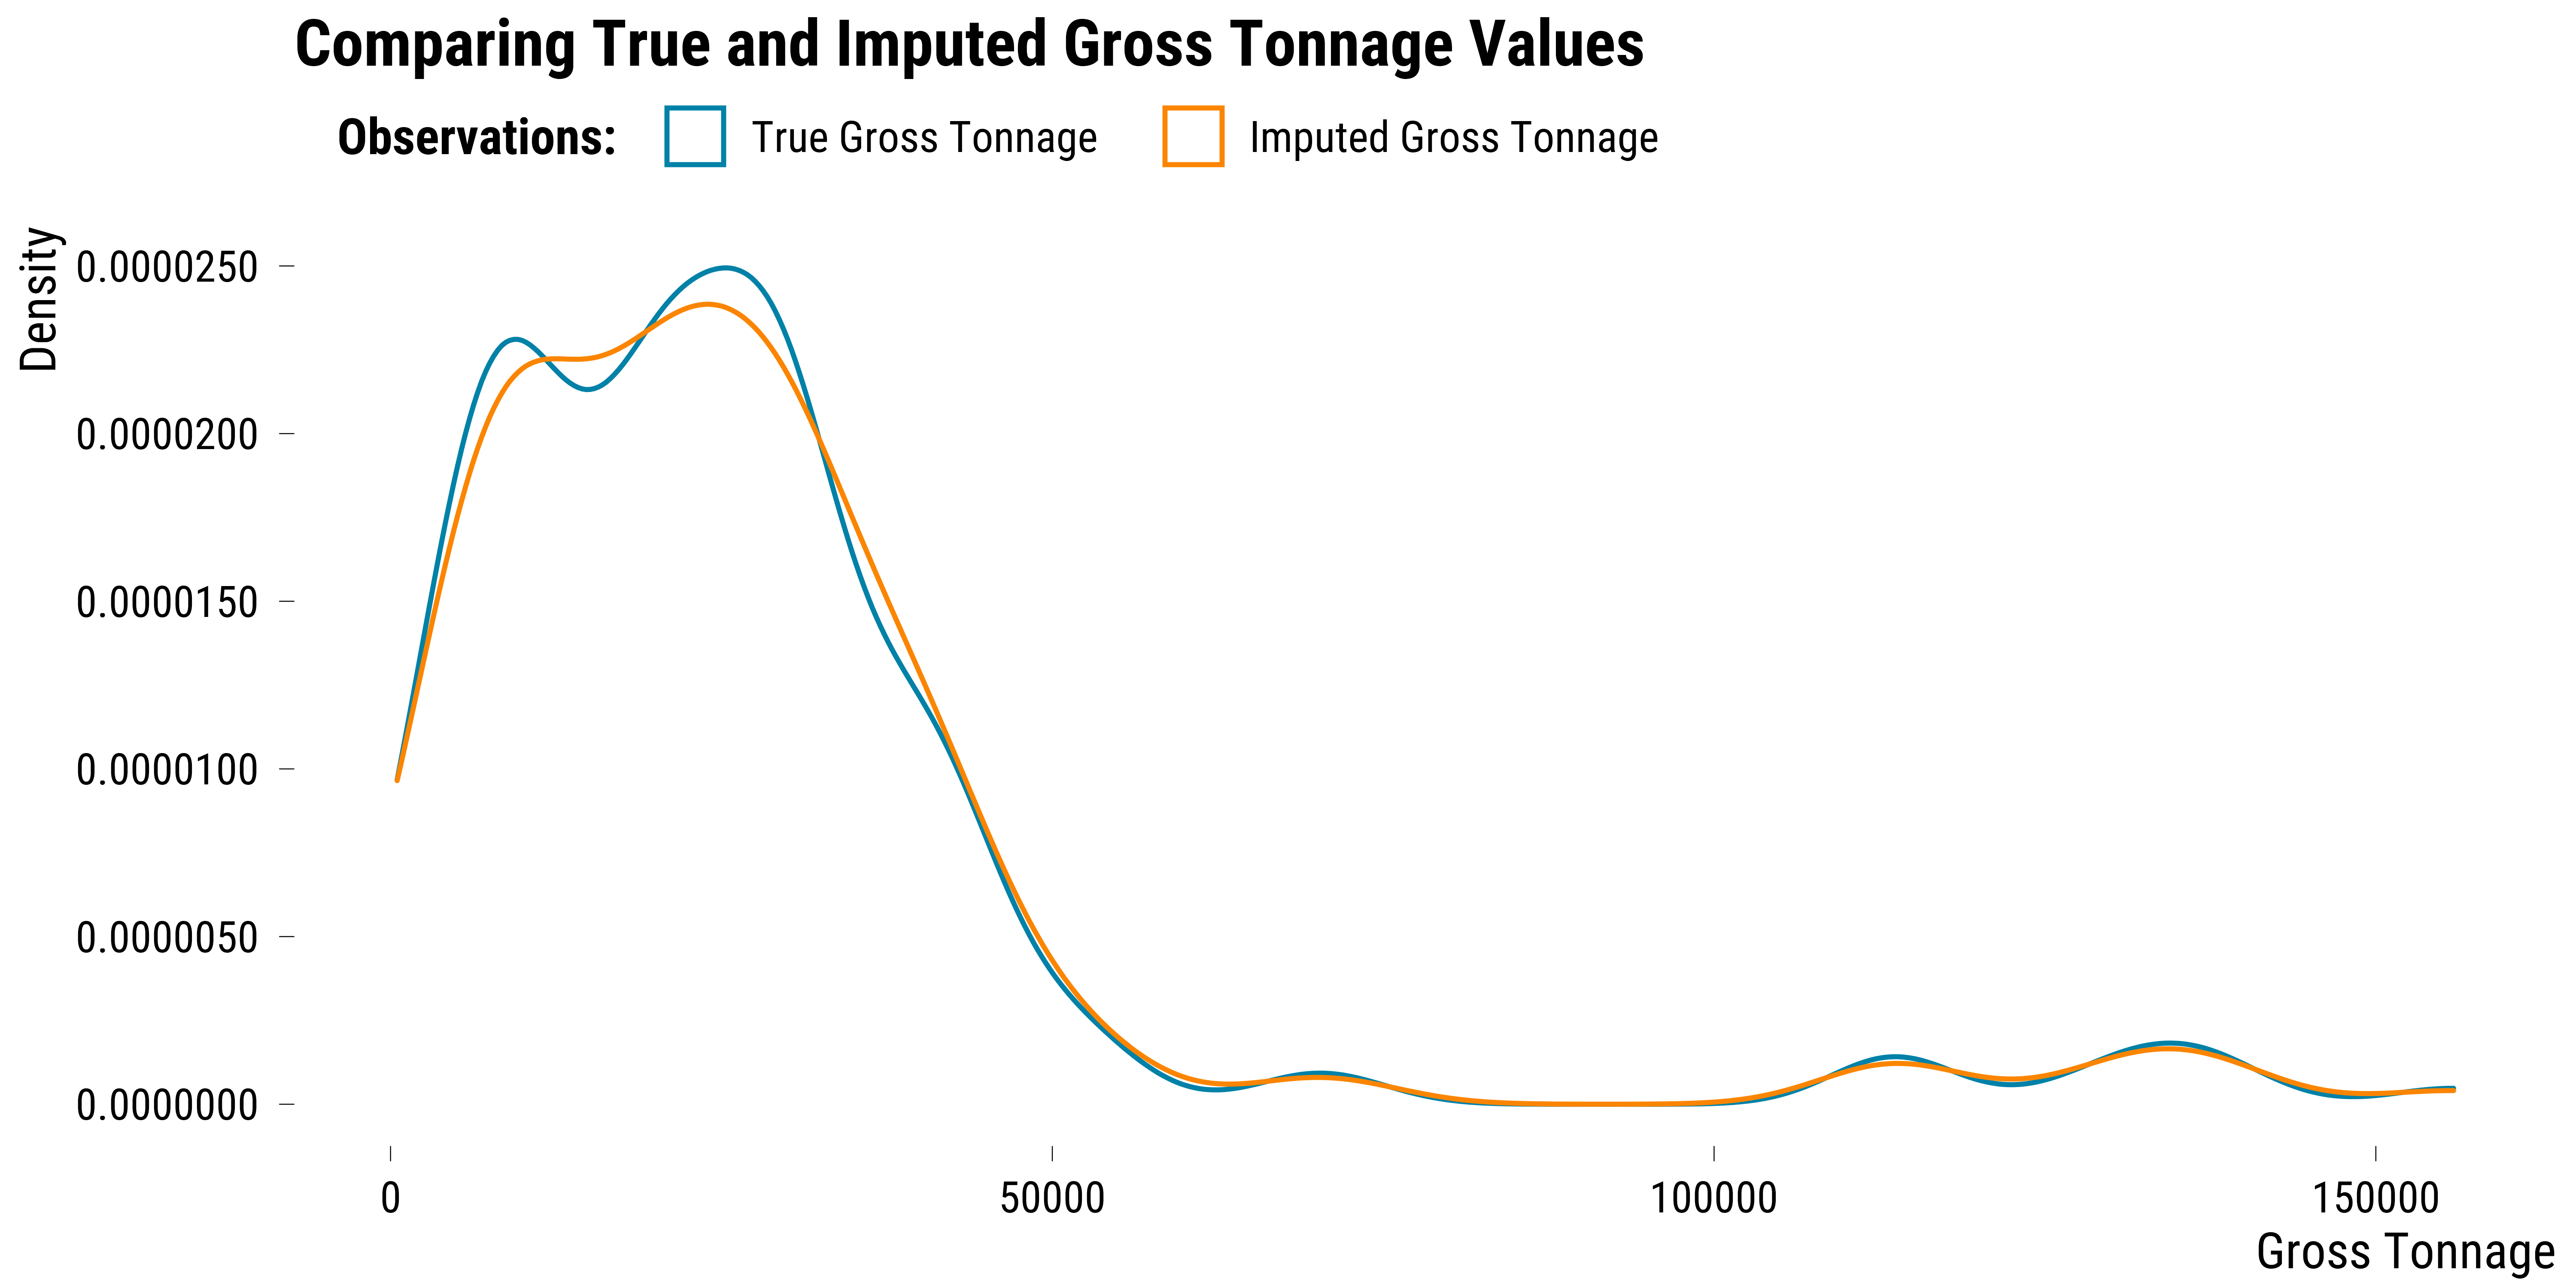 Comparing True and Imputed Gross Tonnage Values
Observations: True Gross Tonnage Imputed Gross Tonnage
Density
0.0000250
0.0000200
0.0000150
0.0000100
0.0000050
0.0000000
0 50000 100000 150000
Gross Tonnage